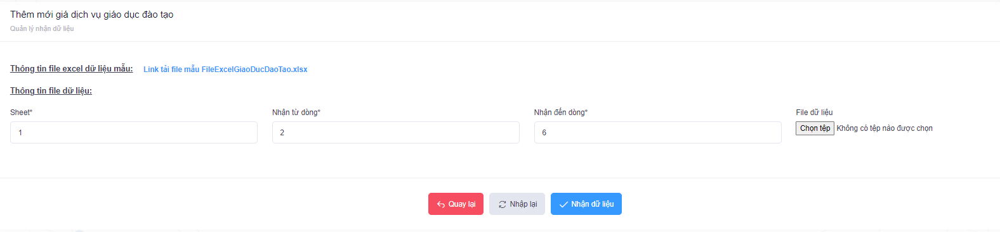 Thêm mới giá dịch vụ giáo dục đào tạo
Quản lý nhận dữ liệu
Thông tin file excel dữ liệu mẫu: Link tải file mẫu FileExcelGiaoDucDaoTao.xlsx
Thông tin file dữ liệu:
Sheet* Nhận từ dòng* Nhận đến dòng* File dữ liệu
1 2 6 Chọn tệp Không có tệp nào được chọn
Quay lại Nhập lại Nhận dữ liệu